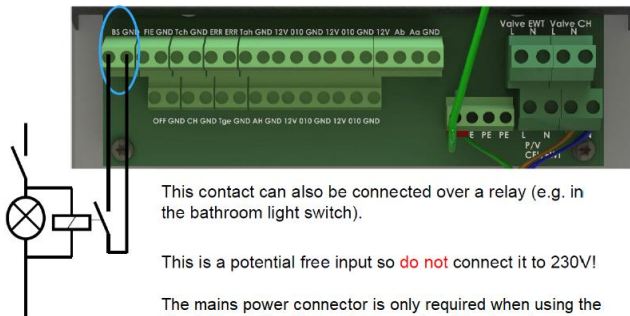 Valve EWT Valve CH
L N L N
BS GND FIE GND Tch GND ERR ERR Tah GND 12V 010 GND 12V 010 GND 12V Ab Aa GND
OFF GND CH GND Tge GND AH GND 12V 010 GND 12V 010 GND
E PE PE L N N
P/V
This contact can also be connected over a relay (e.g. in
the bathroom light switch).
This is a potential free input so do not connect it to 230V!
The mains power connector is only required when using the